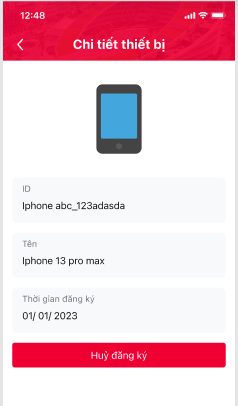 12:48
Chi tiết thiết bị
ID
Iphone abc_123adasda
Tên
Iphone 13 pro max
Thời gian đăng ký
01/ 01/ 2023
Huỷ đăng ký